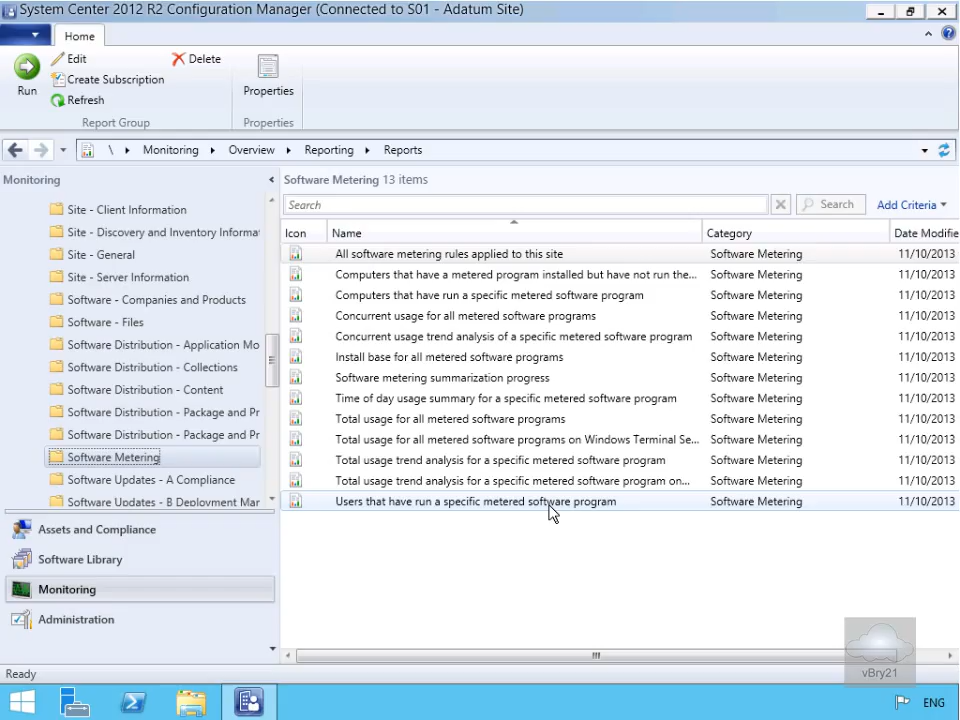 System Center 2012 R2 Configuration Manager (Connected to S01 - Adatum Site)
Home
Run
Edit
Create Subscription
Refresh
Delete
Report Group
Properties
Properties
\ Monitoring Overview Reporting Reports
Monitoring
Site - Client Information
Site - Discovery and Inventory Informat
Site - General
Site - Server Information
Software - Companies and Products
Software - Files
Software Distribution - Application Mo
Software Distribution - Collections
Software Distribution - Content
Software Distribution - Package and Pr
Software Distribution - Package and Pr
Software Metering
Software Updates - A Compliance
Software Updates - B Deployment Mar
Assets and Compliance
Software Library
Monitoring
Administration
Software Metering 13 items
Search
Search
Add Criteria
Icon Name Category Date Modifie
All software metering rules applied to this site Software Metering 11/10/2013
Computers that have a metered program installed but have not run the... Software Metering 11/10/2013
Computers that have run a specific metered software program Software Metering 11/10/2013
Concurrent usage for all metered software programs Software Metering 11/10/2013
Concurrent usage trend analysis of a specific metered software program Software Metering 11/10/2013
Install base for all metered software programs Software Metering 11/10/2013
Software metering summarization progress Software Metering 11/10/2013
Time of day usage summary for a specific metered software program Software Metering 11/10/2013
Total usage for all metered software programs Software Metering 11/10/2013
Total usage for all metered software programs on Windows Terminal Se... Software Metering 11/10/2013
Total usage trend analysis for a specific metered software program Software Metering 11/10/2013
Total usage trend analysis for a specific metered software program on... Software Metering 11/10/2013
Users that have run a specific metered software program Software Metering 11/10/2013
vBry21
Ready
ENG